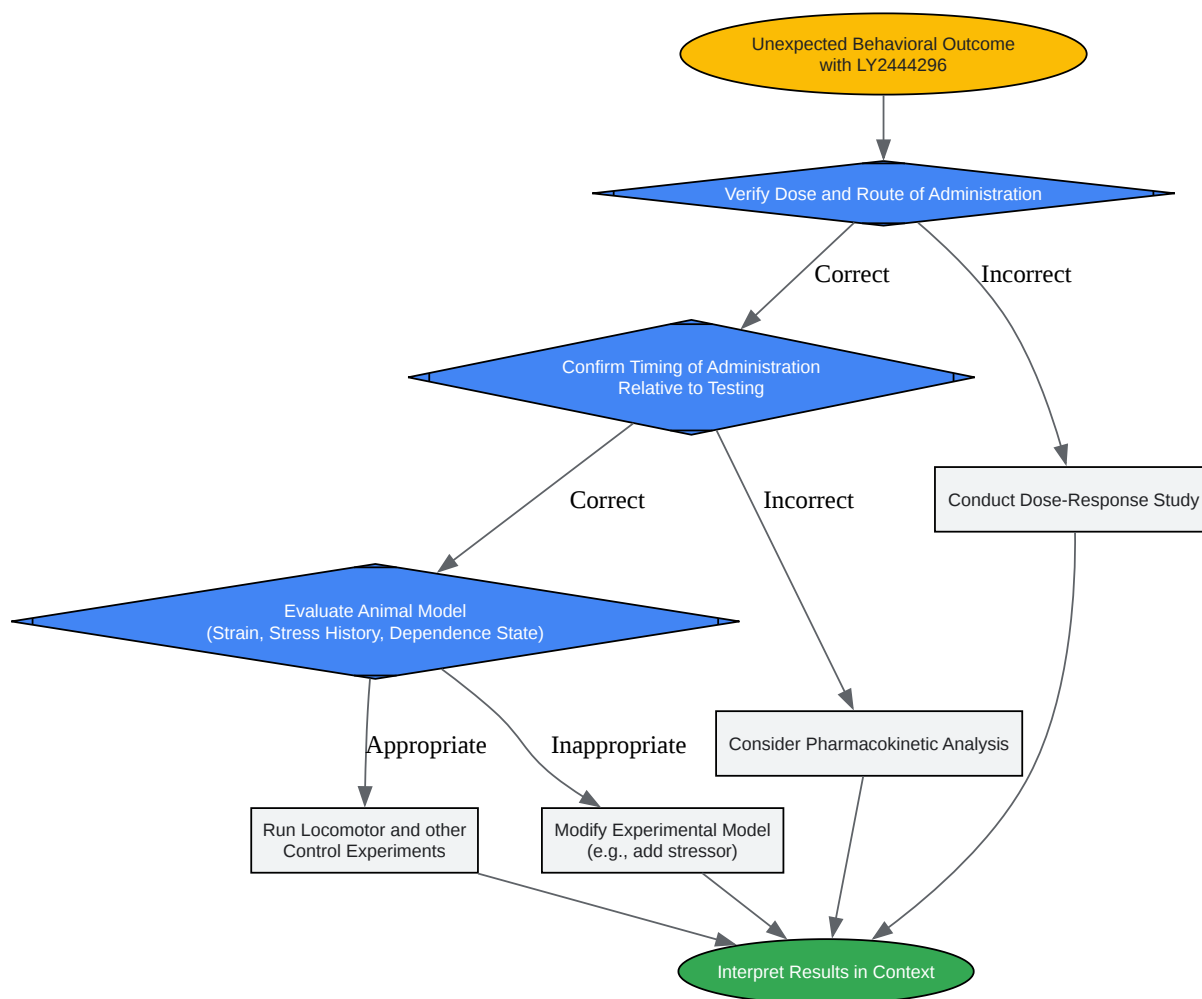 Unexpected Behavioral Outcome
with LY2444296
Verify Dose and Route of Administration
Correct
Incorrect
Confirm Timing of Administration
Relative to Testing
Correct
Incorrect
Conduct Dose-Response Study
Evaluate Animal Model
(Strain, Stress History, Dependence State)
Appropriate
Inappropriate
Consider Pharmacokinetic Analysis
Run Locomotor and other
Control Experiments
Modify Experimental Model
(e.g., add stressor)
Interpret Results in Context